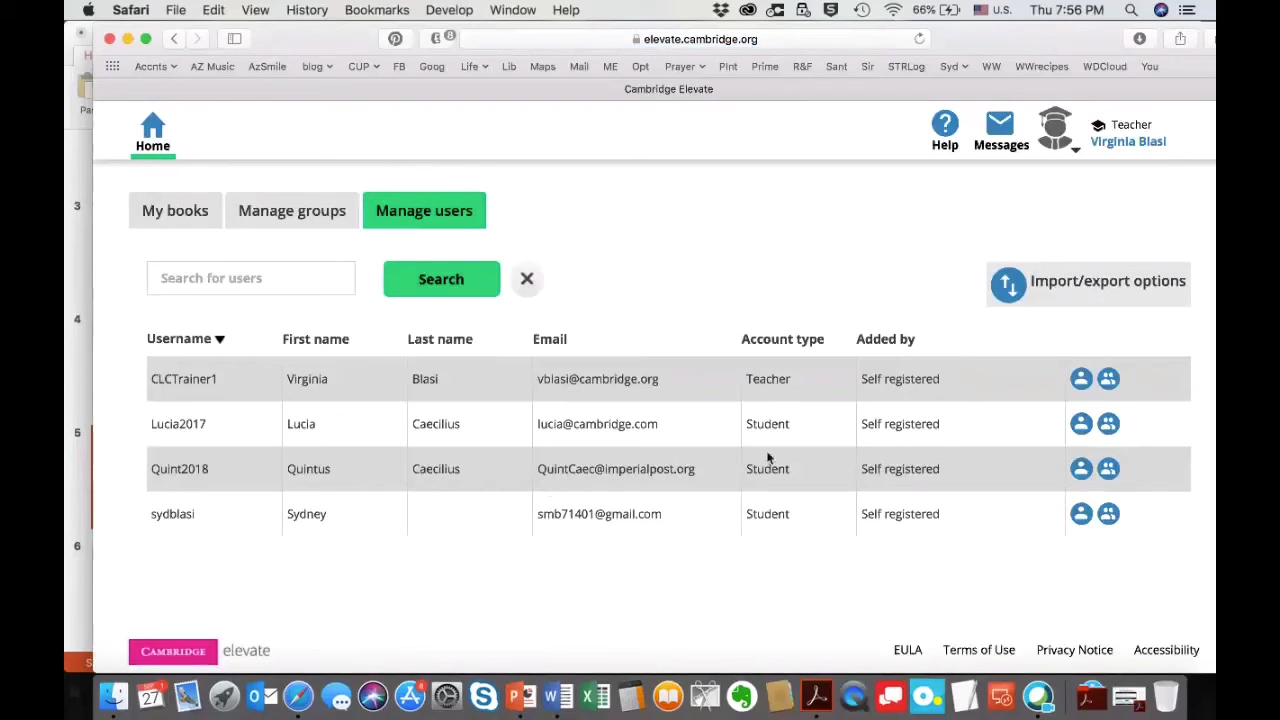 Safari File Edit View History Bookmarks Develop Window Help 66% U.S. Thu 7:56 PM
8 elevate.cambridge.org
Accnts AZ Music AzSmile blog CUP FB Goog Life Lib Maps Mail ME Opt Prayer PInt Prime R&F Sant Sir STRLog Syd WW WWrecipes WDCloud You
Cambridge Elevate
Home
Help
Messages
Teacher
Virginia Blasi
My books Manage groups Manage users
Search for users Search Import/export options
Username First name Last name Email Account type Added by
CLCTrainer1 Virginia Blasi vblasi@cambridge.org Teacher Self registered
Lucia2017 Lucia Caecilius lucia@cambridge.com Student Self registered
Quint2018 Quintus Caecilius QuintCaec@imperialpost.org Student Self registered
sydblasi Sydney smb71401@gmail.com Student Self registered
CAMBRIDGE elevate EULA Terms of Use Privacy Notice Accessibility
3
4
5
6
27